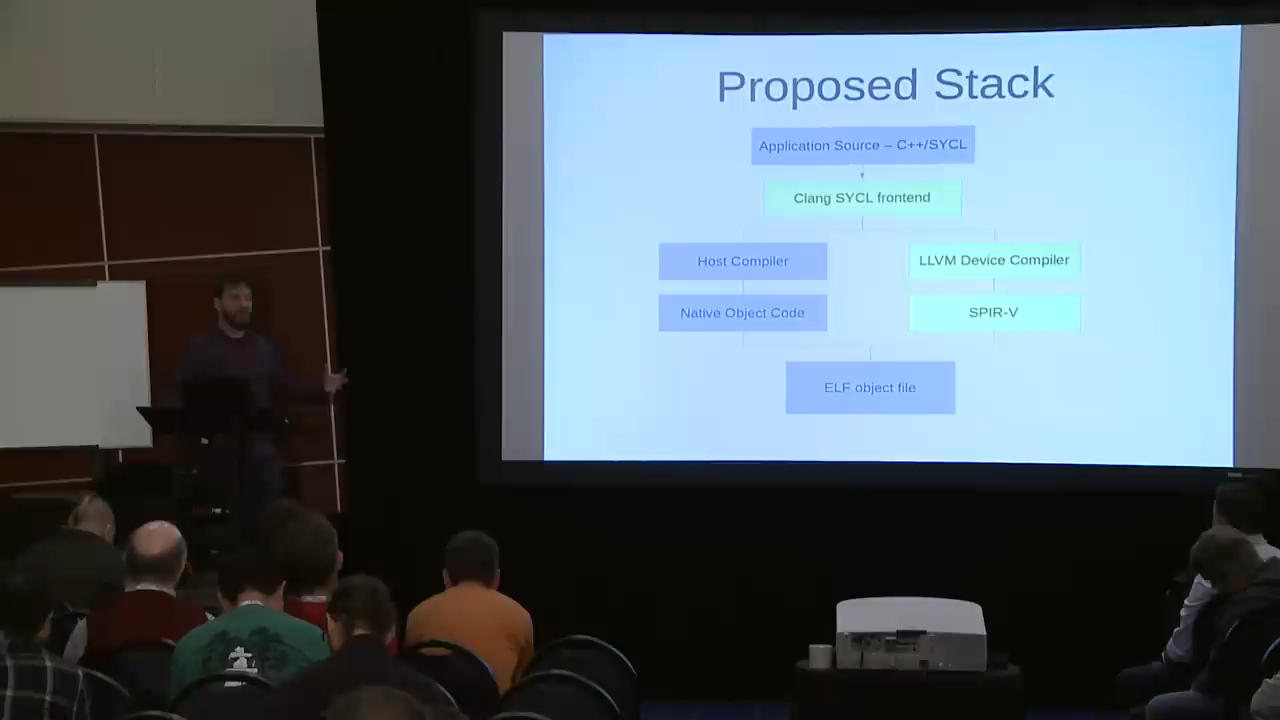 Proposed Stack
Application Source – C++/SYCL
Clang SYCL frontend
Host Compiler
LLVM Device Compiler
Native Object Code
SPIR-V
ELF object file